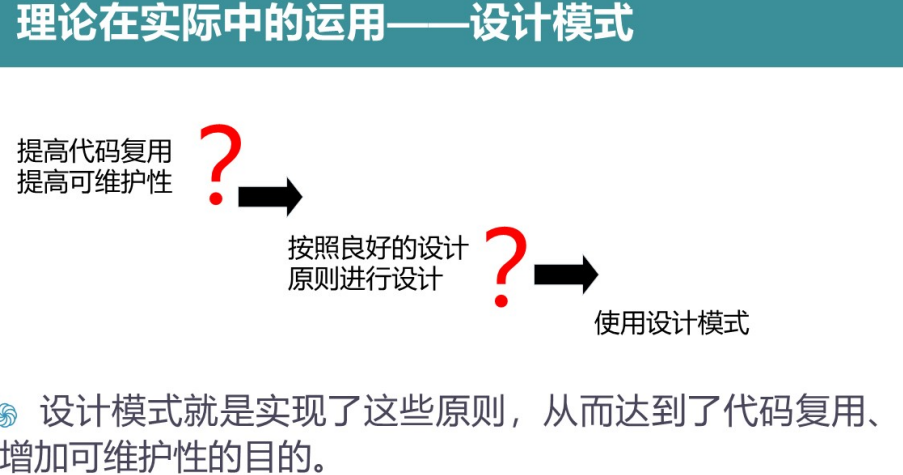 理论在实际中的运用——设计模式
提高代码复用
提高可维护性
?
按照良好的设计
原则进行设计
?
使用设计模式
设计模式就是实现了这些原则，从而达到了代码复用、
增加可维护性的目的。